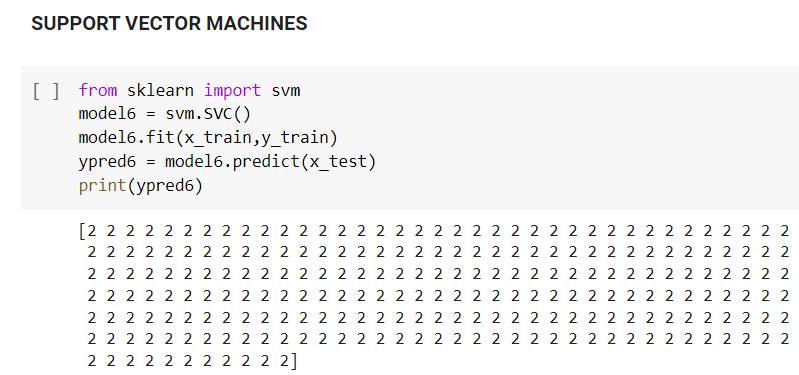 SUPPORT VECTOR MACHINES
[ ] from sklearn import svm
model6 = svm.SVC()
model6.fit(x_train,y_train)
ypred6 = model6.predict(x_test)
print(ypred6)
[2 2 2 2 2 2 2 2 2 2 2 2 2 2 2 2 2 2 2 2 2 2 2 2 2 2 2 2 2 2 2 2 2 2 2 2 2
2 2 2 2 2 2 2 2 2 2 2 2 2 2 2 2 2 2 2 2 2 2 2 2 2 2 2 2 2 2 2 2 2 2 2 2 2
2 2 2 2 2 2 2 2 2 2 2 2 2 2 2 2 2 2 2 2 2 2 2 2 2 2 2 2 2 2 2 2 2 2 2 2 2
2 2 2 2 2 2 2 2 2 2 2 2 2 2 2 2 2 2 2 2 2 2 2 2 2 2 2 2 2 2 2 2 2 2 2 2 2
2 2 2 2 2 2 2 2 2 2 2 2 2 2 2 2 2 2 2 2 2 2 2 2 2 2 2 2 2 2 2 2 2 2 2 2 2
2 2 2 2 2 2 2 2 2 2 2 2 2 2 2 2 2 2 2 2 2 2 2 2 2 2 2 2 2 2 2 2 2 2 2 2 2
2 2 2 2 2 2 2 2 2 2 2]